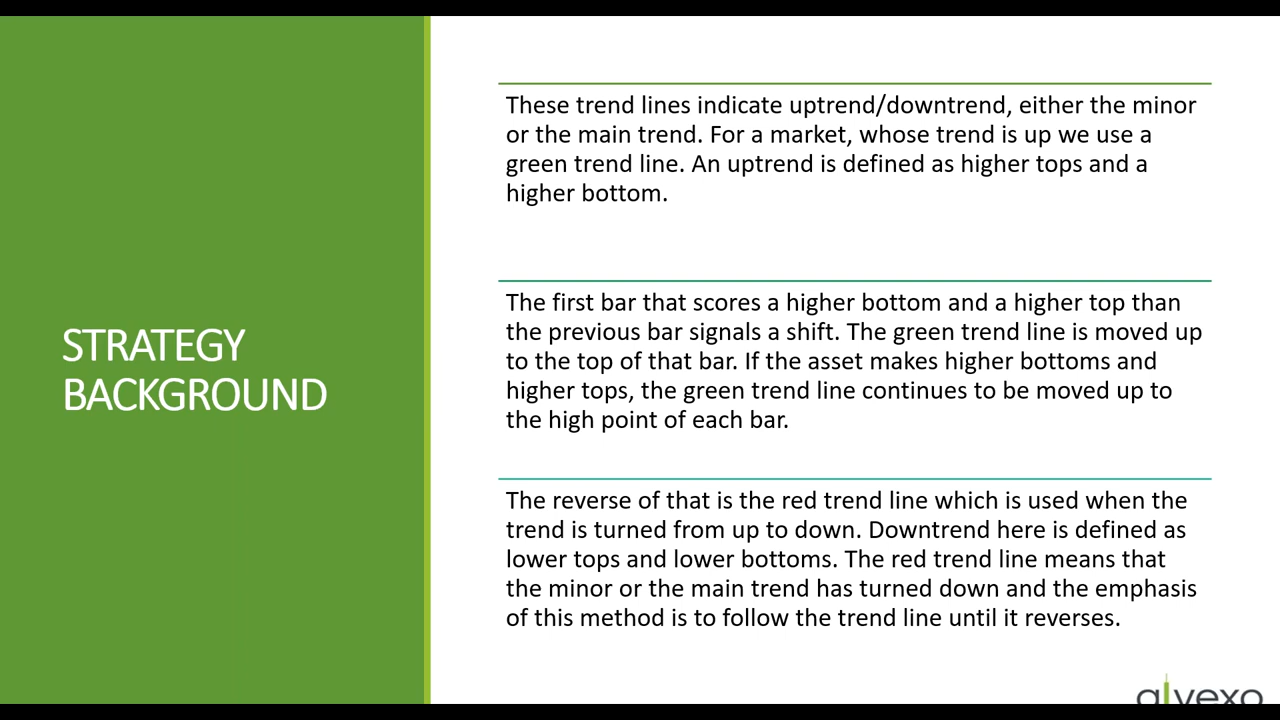 STRATEGY
BACKGROUND
These trend lines indicate uptrend/downtrend, either the minor
or the main trend. For a market, whose trend is up we use a
green trend line. An uptrend is defined as higher tops and a
higher bottom.
The first bar that scores a higher bottom and a higher top than
the previous bar signals a shift. The green trend line is moved up
to the top of that bar. If the asset makes higher bottoms and
higher tops, the green trend line continues to be moved up to
the high point of each bar.
The reverse of that is the red trend line which is used when the
trend is turned from up to down. Downtrend here is defined as
lower tops and lower bottoms. The red trend line means that
the minor or the main trend has turned down and the emphasis
of this method is to follow the trend line until it reverses.
alvexo